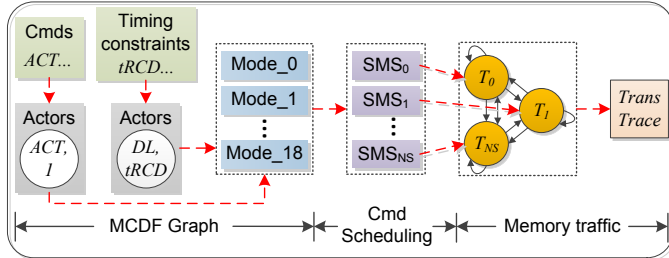 Cmds
ACT...
Timing
constraints
tRCD...
Actors
ACT,
1
Actors
DL,
tRCD
Mode_0
Mode_1
Mode_18
SMS0
SMS1
SMSNS
T0
T1
TNS
Trans
Trace
MCDF Graph
Cmd
Scheduling
Memory traffic